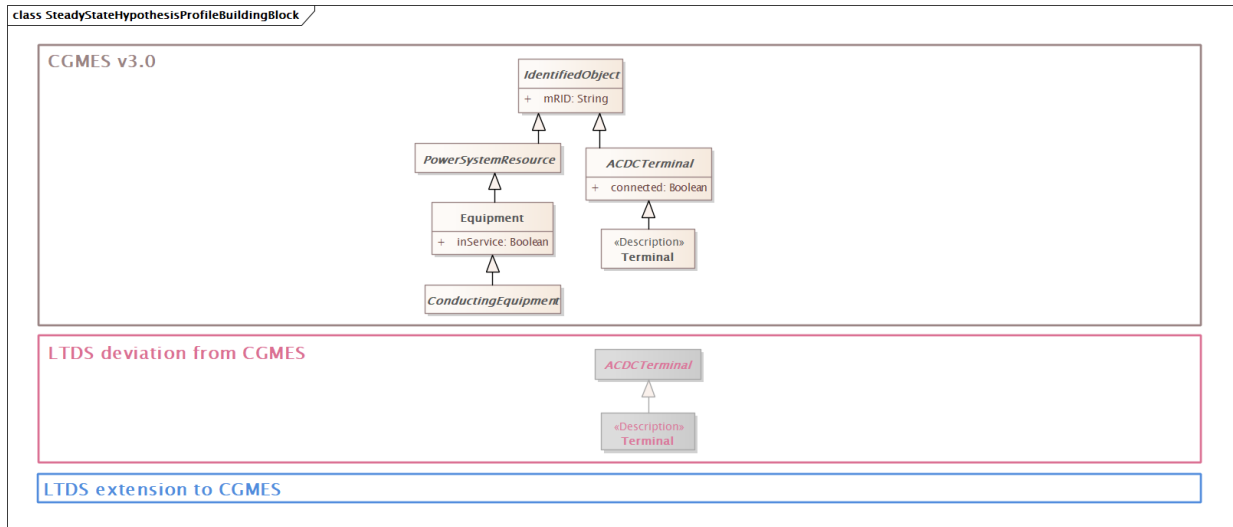 class SteadyStateHypothesisProfileBuildingBlock
CGMES v3.0
IdentifiedObject
+ mRID: String
PowerSystemResource
ACDCTerminal
+ connected: Boolean
Equipment
+ inService: Boolean
«Description»
Terminal
ConductingEquipment
LTDS deviation from CGMES
ACDCTerminal
«Description»
Terminal
LTDS extension to CGMES